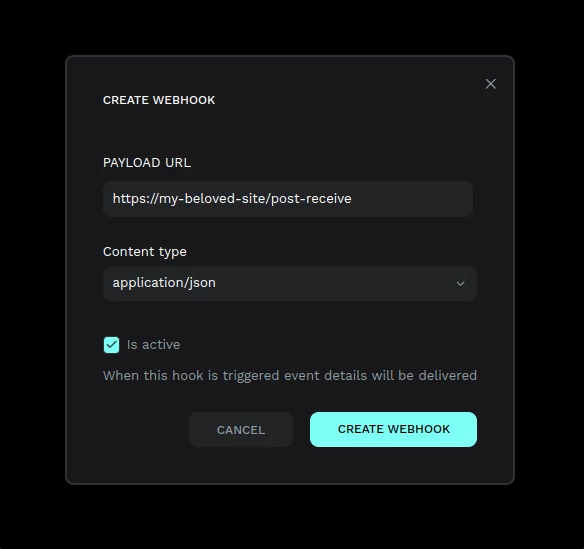 CREATE WEBHOOK
PAYLOAD URL
https://my-beloved-site/post-receive
Content type
application/json
Is active
When this hook is triggered event details will be delivered
CANCEL
CREATE WEBHOOK